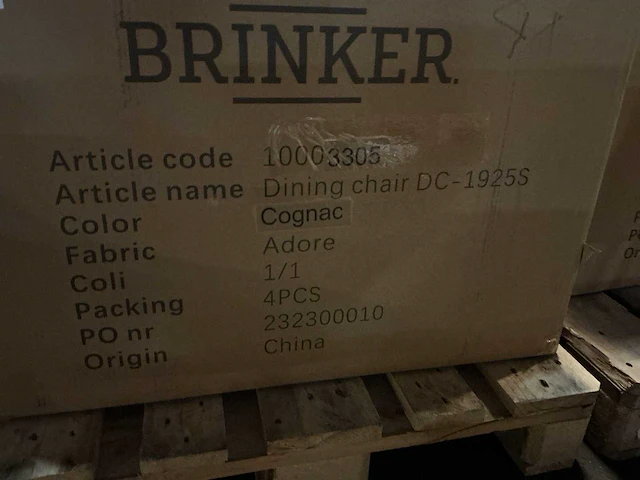 BRINKER.
Article code 10003305
Article name Dining chair DC-1925S
Color Cognac
Fabric Adore
Coli 1/1
Packing 4PCS
PO nr 232300010
Origin China